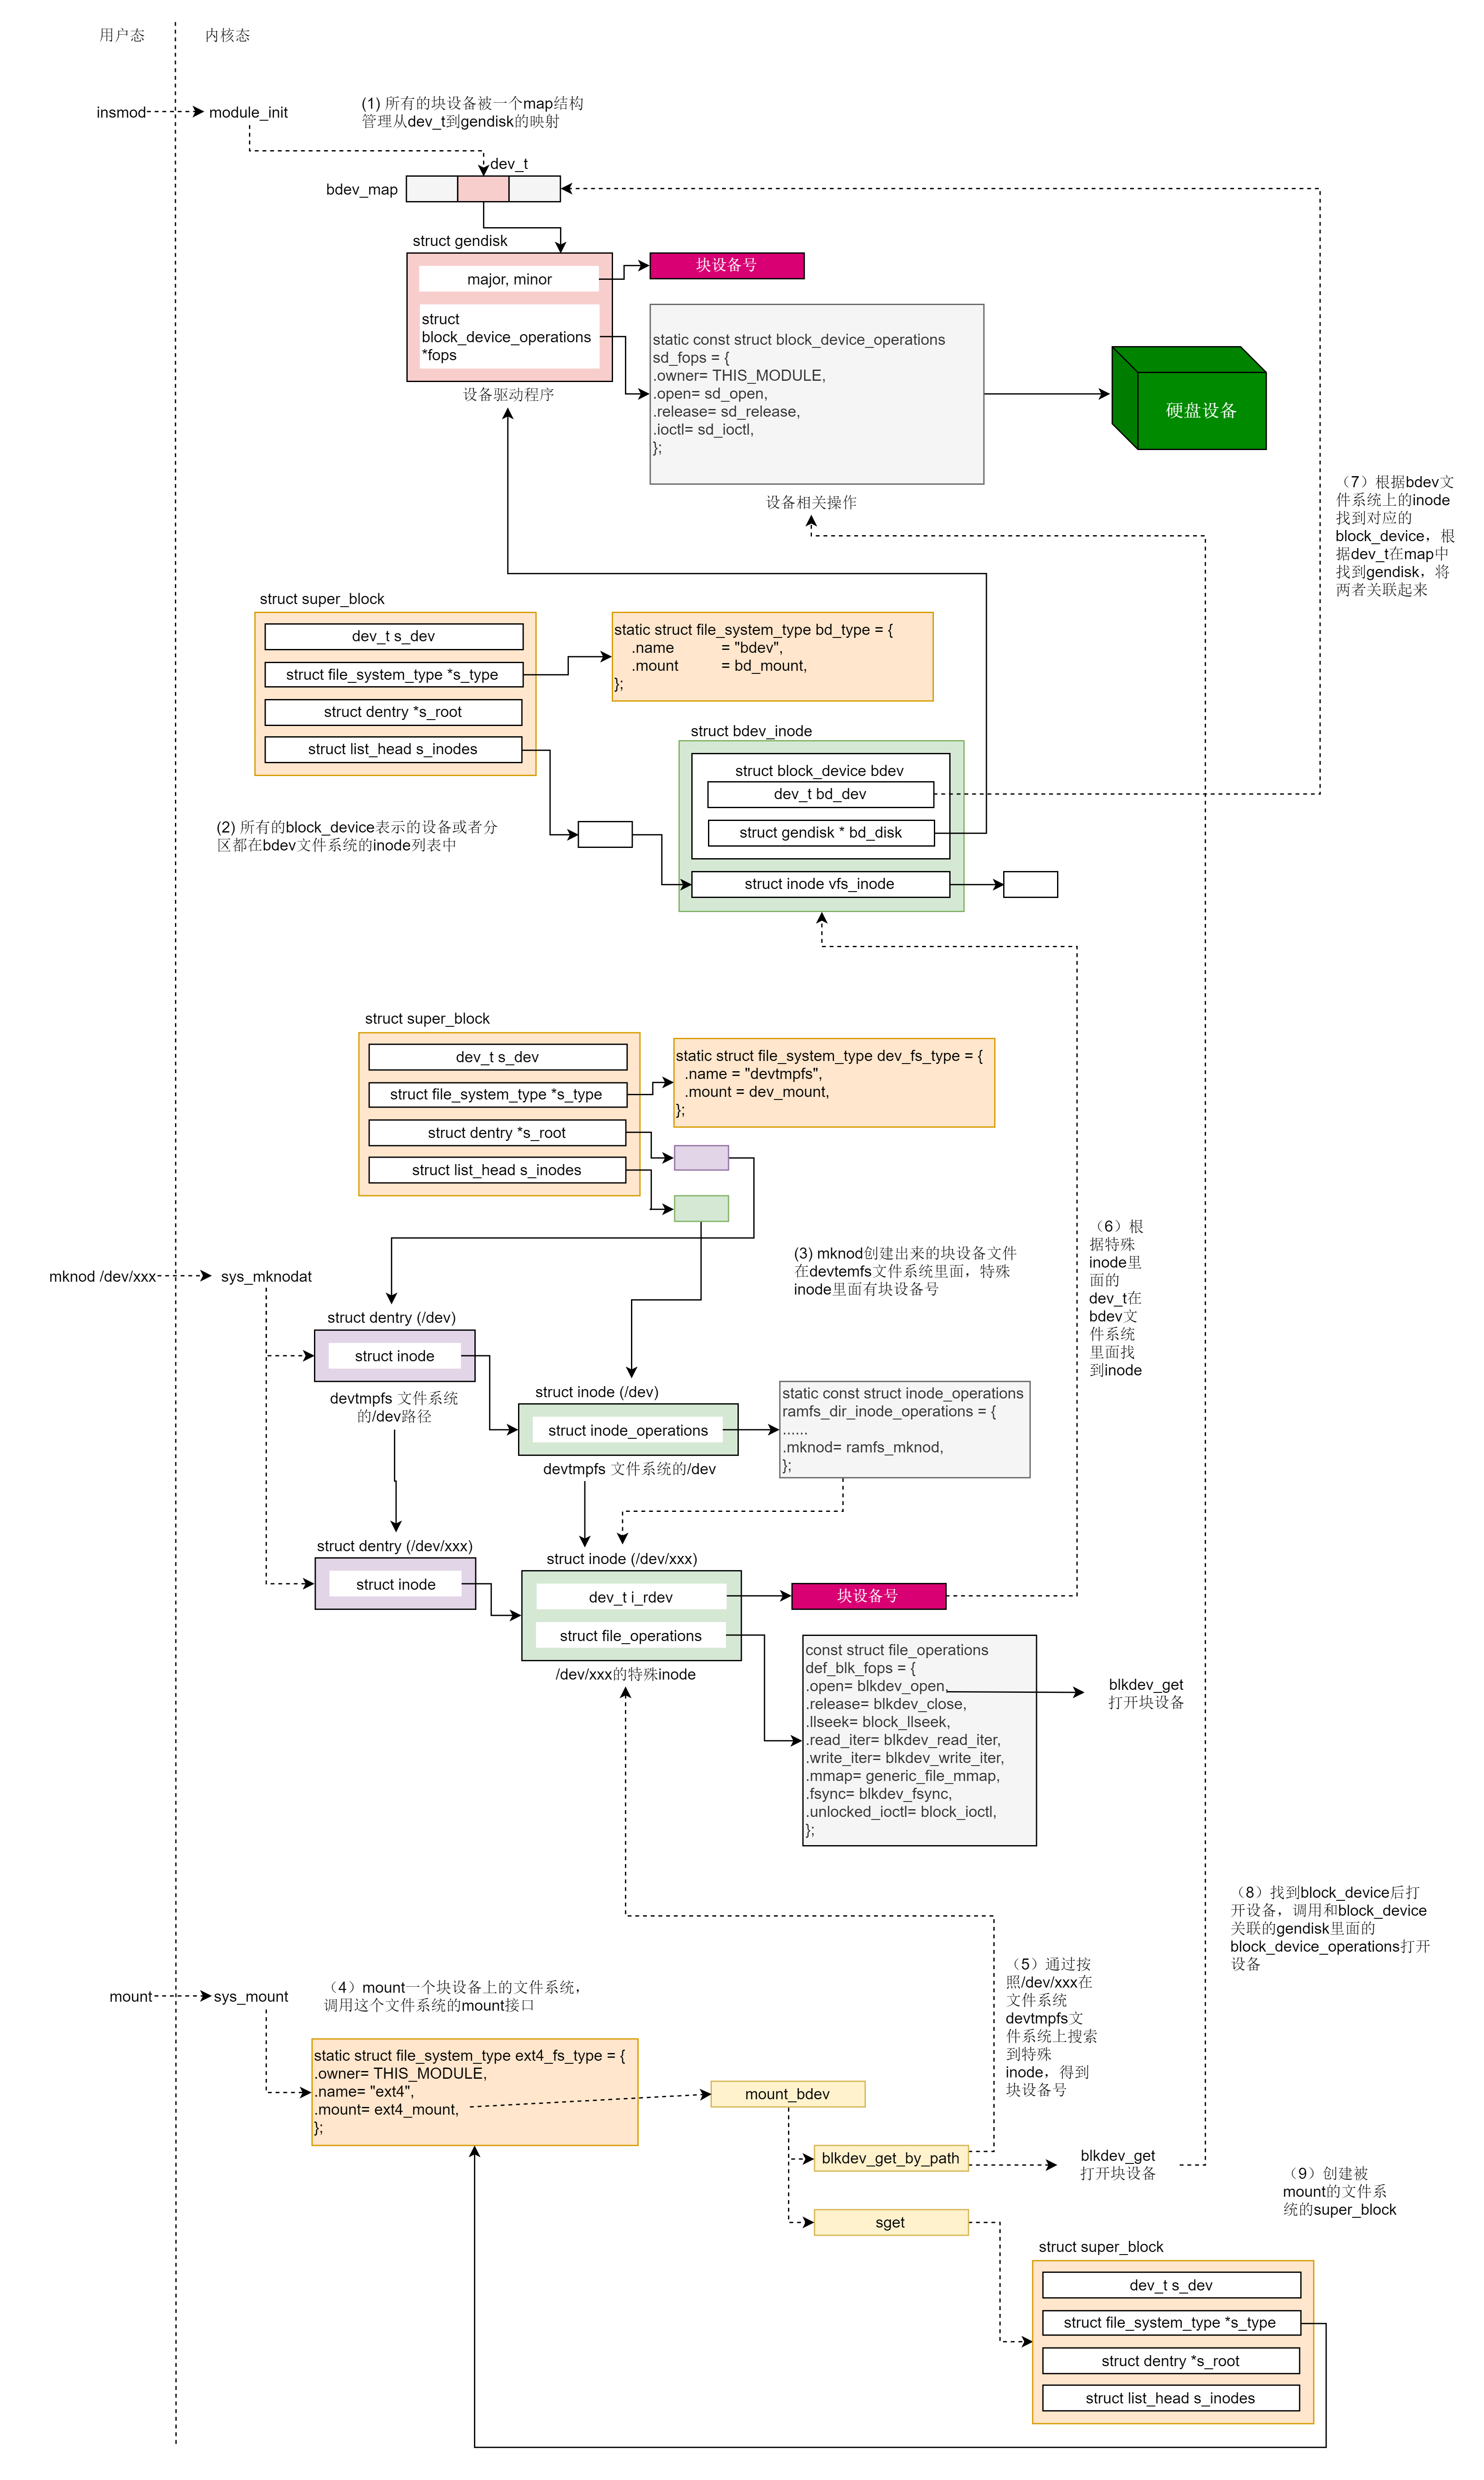 用户态
内核态
insmod
module_init
(1) 所有的块设备被一个map结构
管理从dev_t到gendisk的映射
dev_t
bdev_map
struct gendisk
major, minor
块设备号
struct
block_device_operations
*fops
设备驱动程序
static const struct block_device_operations
sd_fops = {
.owner= THIS_MODULE,
.open= sd_open,
.release= sd_release,
.ioctl= sd_ioctl,
};
设备相关操作
硬盘设备
（7）根据bdev文
件系统上的inode
找到对应的
block_device，根
据dev_t在map中
找到gendisk，将
两者关联起来
struct super_block
dev_t s_dev
struct file_system_type *s_type
struct dentry *s_root
struct list_head s_inodes
static struct file_system_type bd_type = {
.name = "bdev",
.mount = bd_mount,
};
struct bdev_inode
struct block_device bdev
dev_t bd_dev
struct gendisk * bd_disk
struct inode vfs_inode
(2) 所有的block_device表示的设备或者分
区都在bdev文件系统的inode列表中
struct super_block
dev_t s_dev
struct file_system_type *s_type
struct dentry *s_root
struct list_head s_inodes
static struct file_system_type dev_fs_type = {
.name = "devtmpfs",
.mount = dev_mount,
};
(3) mknod创建出来的块设备文件
在devtemfs文件系统里面，特殊
inode里面有块设备号
（6）根
据特殊
inode里
面的
dev_t在
bdev文
件系统
里面找
到inode
mknod /dev/xxx
sys_mknodat
struct dentry (/dev)
struct inode
devtmpfs 文件系统
的/dev路径
struct inode (/dev)
struct inode_operations
devtmpfs 文件系统的/dev
static const struct inode_operations
ramfs_dir_inode_operations = {
......
.mknod= ramfs_mknod,
};
struct dentry (/dev/xxx)
struct inode
struct inode (/dev/xxx)
dev_t i_rdev
struct file_operations
/dev/xxx的特殊inode
块设备号
const struct file_operations
def_blk_fops = {
.open= blkdev_open,
.release= blkdev_close,
.llseek= block_llseek,
.read_iter= blkdev_read_iter,
.write_iter= blkdev_write_iter,
.mmap= generic_file_mmap,
.fsync= blkdev_fsync,
.unlocked_ioctl= block_ioctl,
};
blkdev_get
打开块设备
（8）找到block_device后打
开设备，调用和block_device
关联的gendisk里面的
block_device_operations打开
设备
（5）通过按
照/dev/xxx在
文件系统
devtmpfs文
件系统上搜索
到特殊
inode，得到
块设备号
mount
sys_mount
（4）mount一个块设备上的文件系统，
调用这个文件系统的mount接口
static struct file_system_type ext4_fs_type = {
.owner= THIS_MODULE,
.name= "ext4",
.mount= ext4_mount,
};
mount_bdev
blkdev_get_by_path
blkdev_get
打开块设备
sget
（9）创建被
mount的文件系
统的super_block
struct super_block
dev_t s_dev
struct file_system_type *s_type
struct dentry *s_root
struct list_head s_inodes